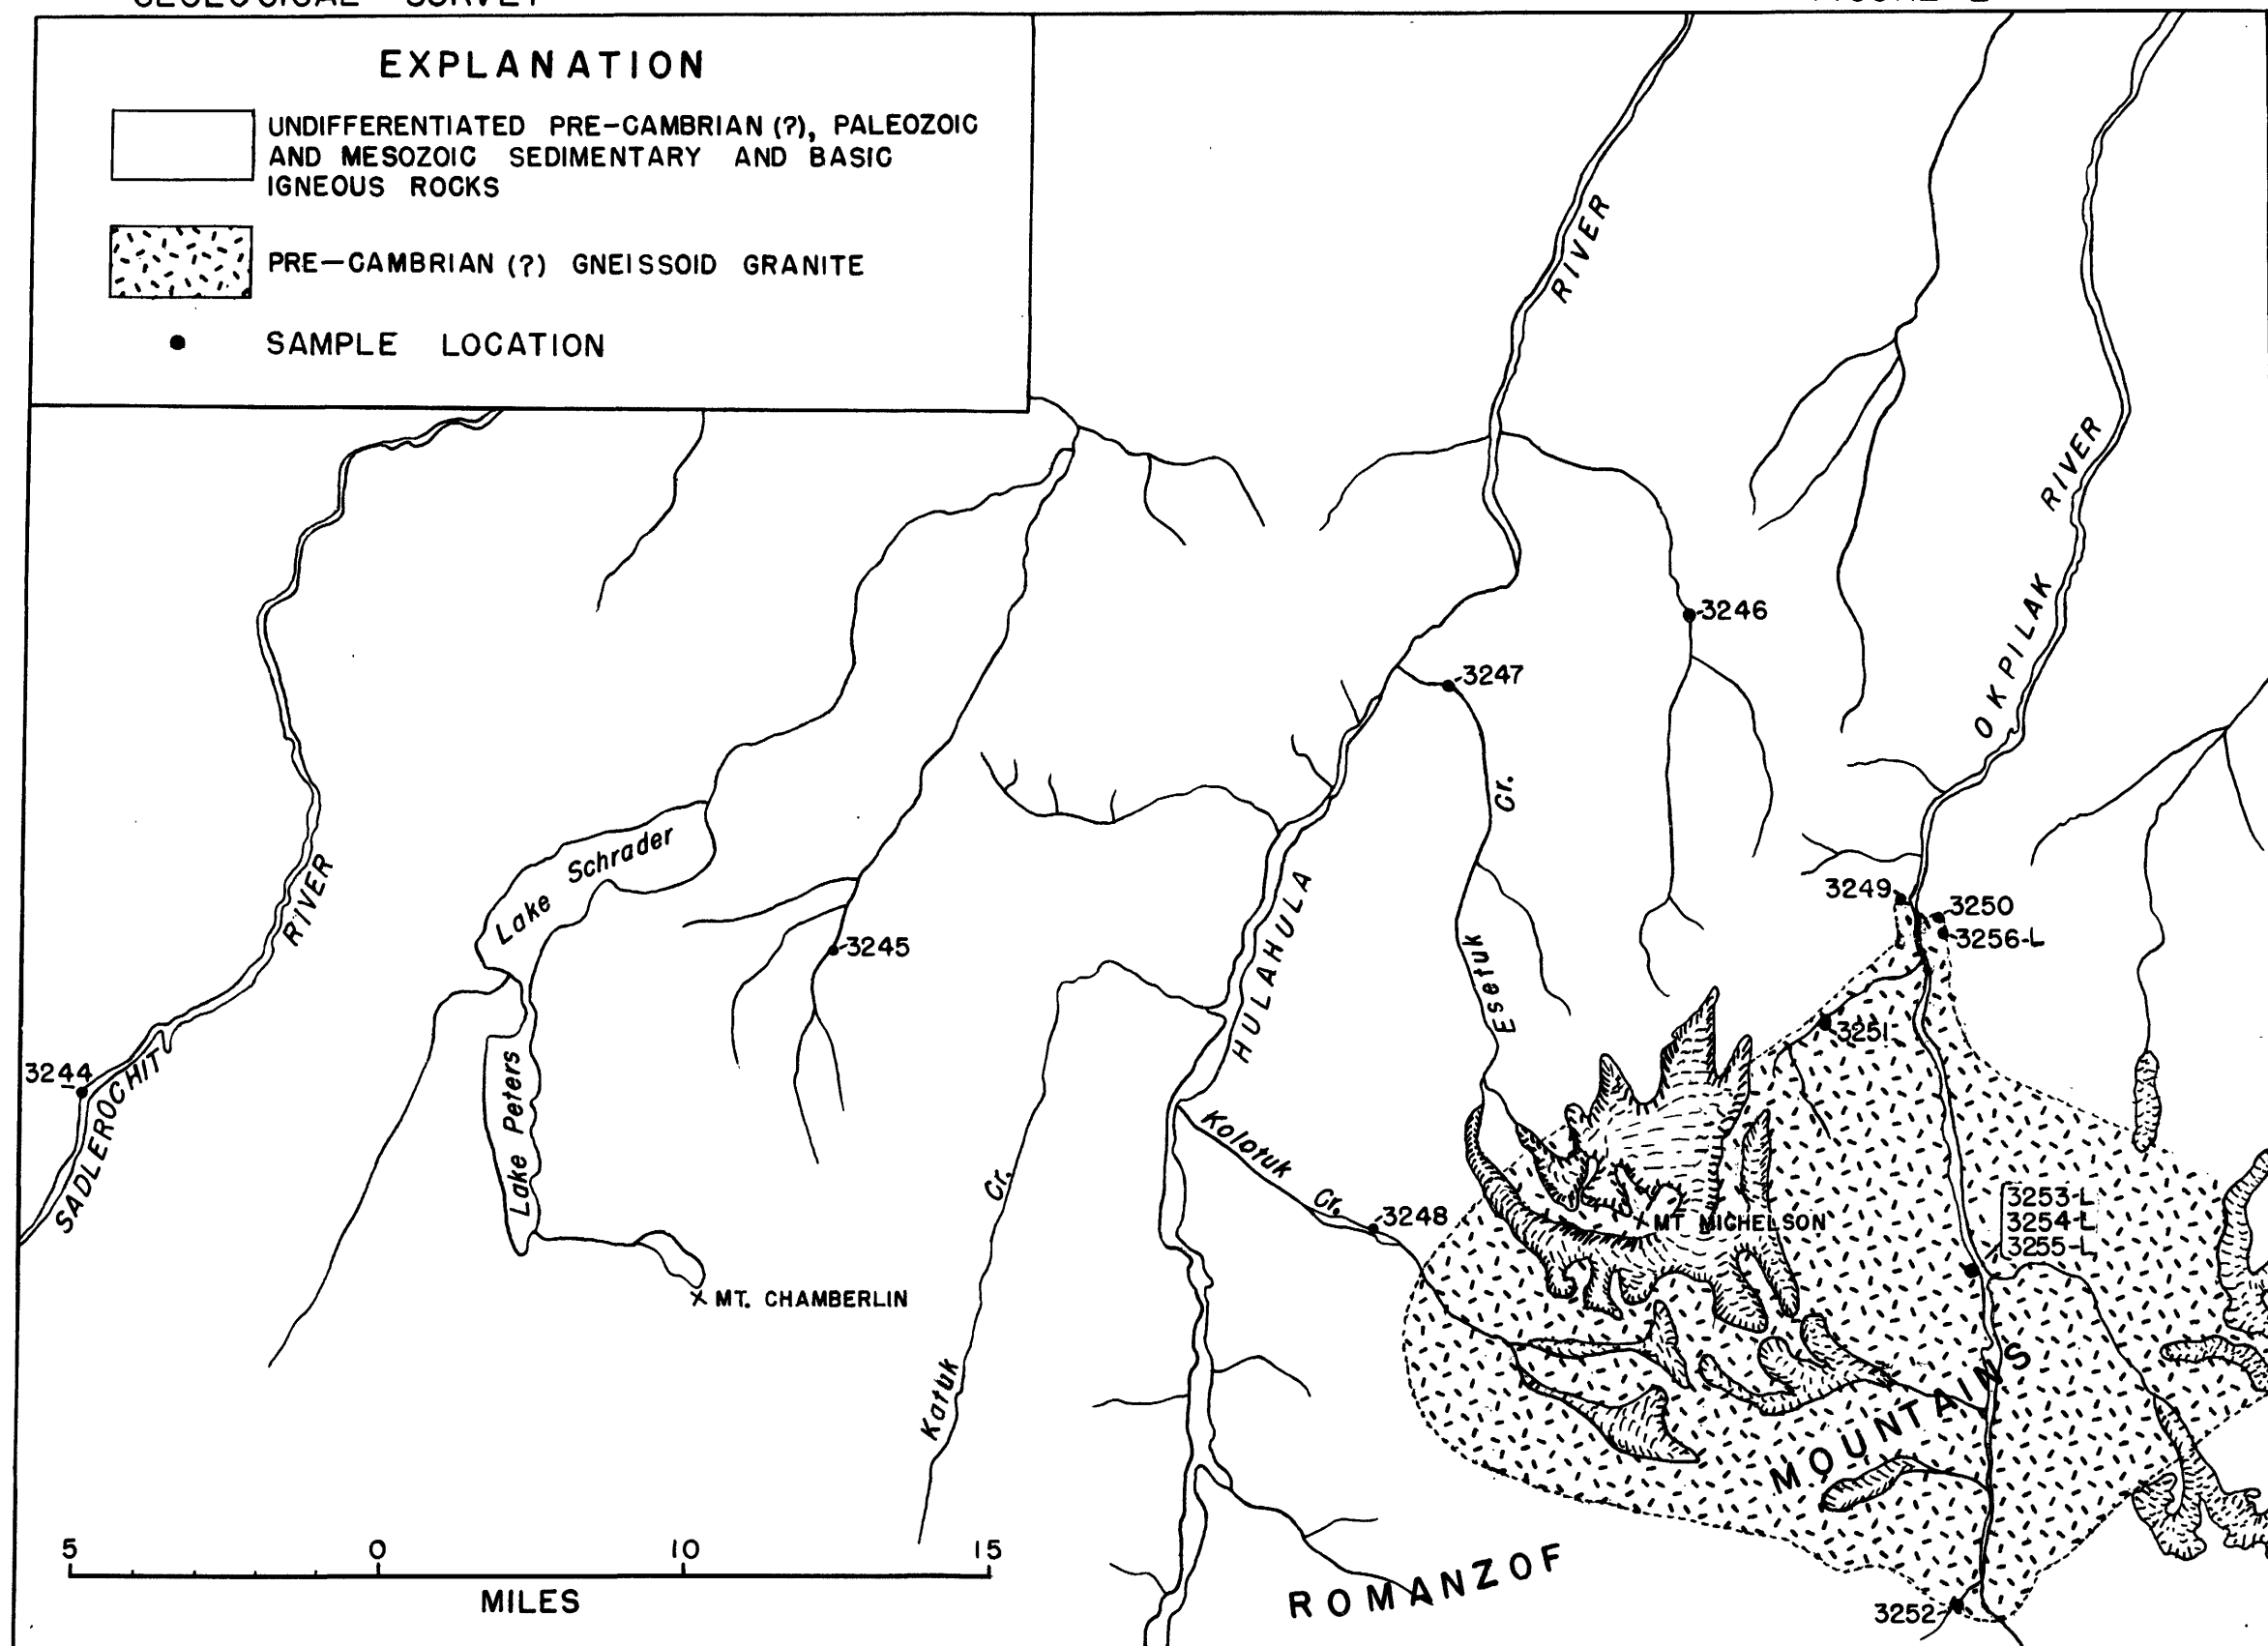 GEOLOGICAL SURVEY
EXPLANATION
UNDIFFERENTIATED PRE-CAMBRIAN (?), PALEOZOIC
AND MESOZOIC SEDIMENTARY AND BASIC
IGNEOUS ROCKS
PRE-CAMBRIAN (?) GNEISSOID GRANITE
SAMPLE LOCATION
RIVER
OKPILAK RIVER
3246
3247
Cr.
Esetuk
Lake Schrader
SADLEROCHIT RIVER
3244
3245
HULAHULA
3249
3250
3256-L
3251
Lake Peters
Kolotuk Cr.
3248
MT MICHELSON
3253-L
3254-L
3255-L
MT. CHAMBERLIN
Katuk Cr.
ROMANZOF MOUNTAINS
3252
5 0 10 15
MILES